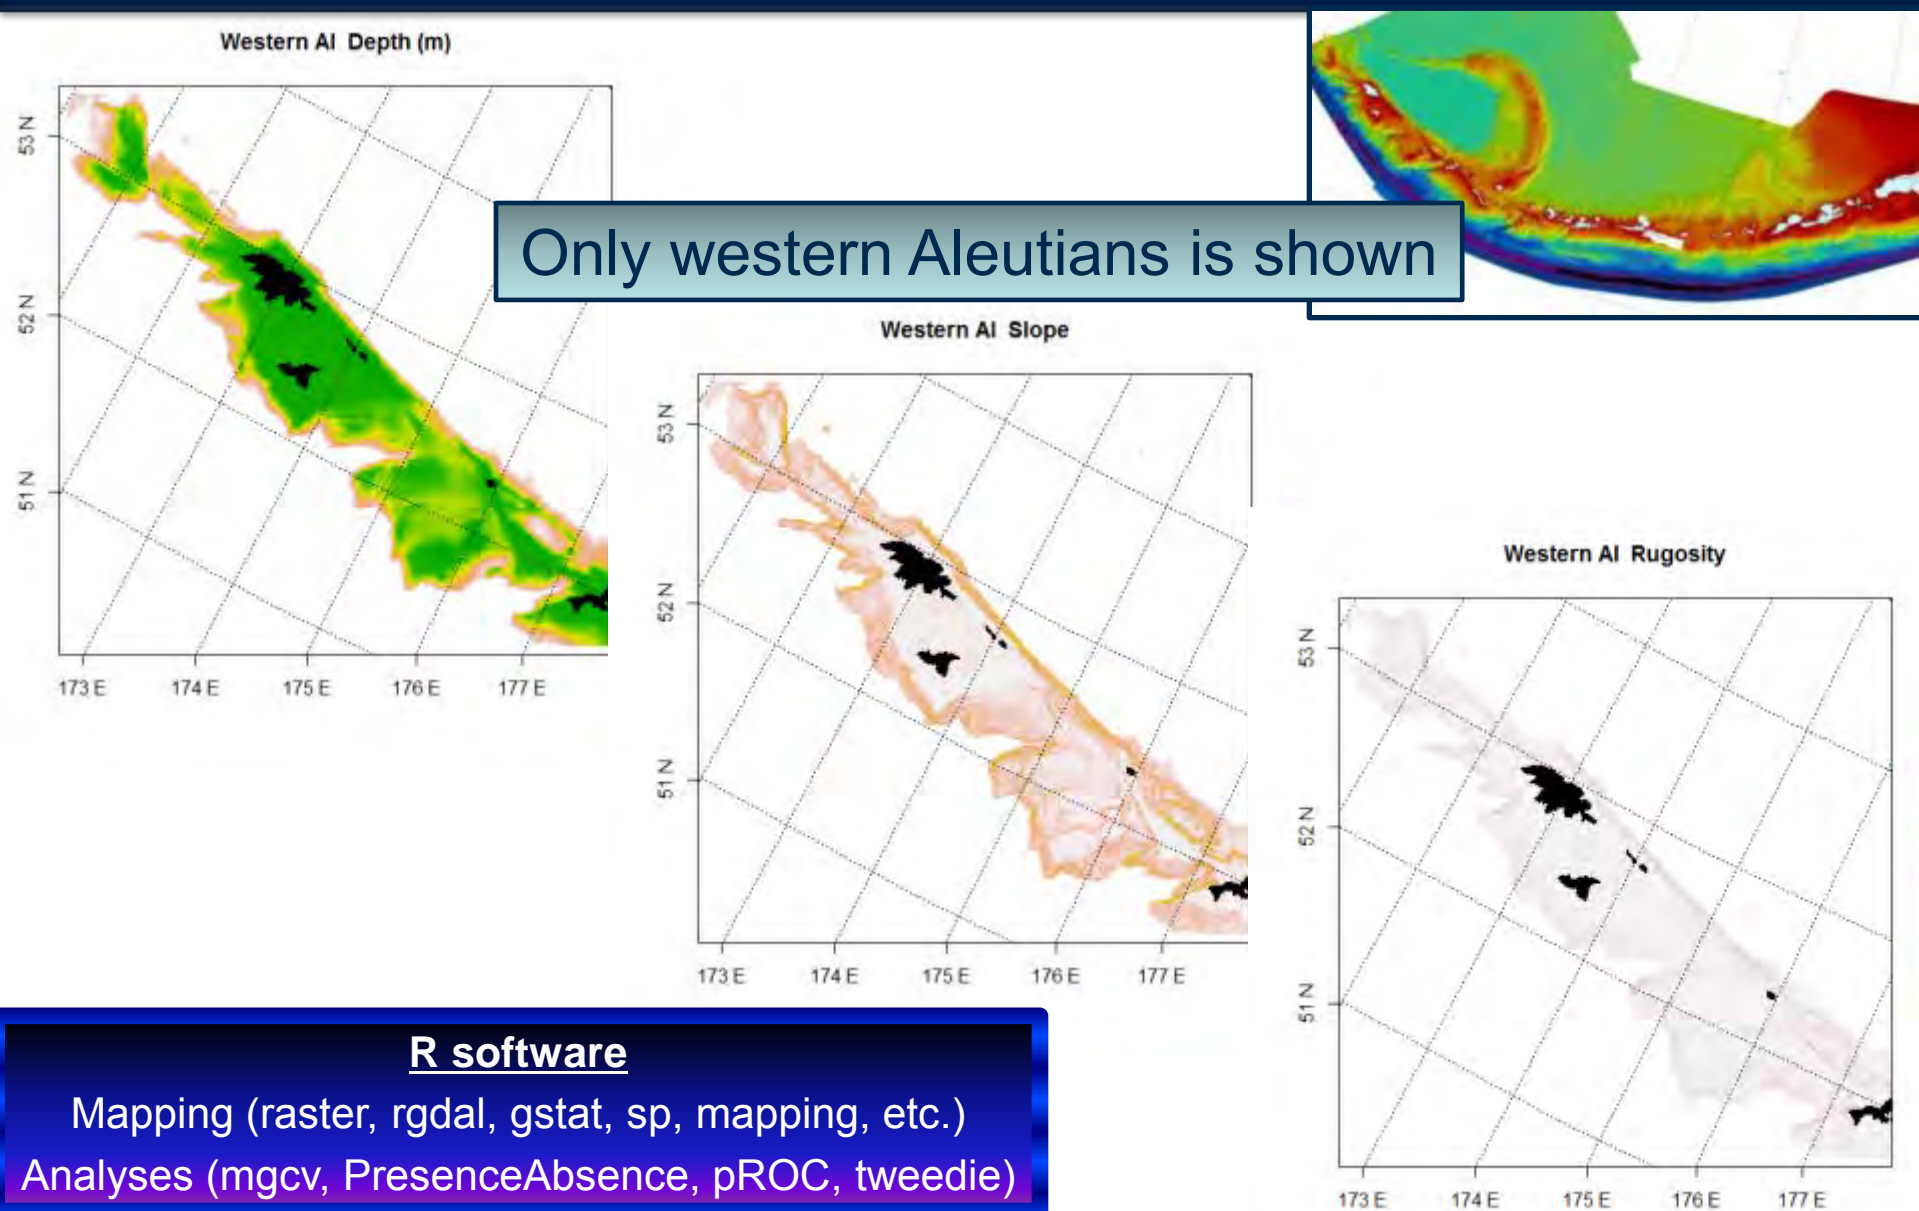 Western AI Depth (m)
53 N
52 N
51 N
173 E 174 E 175 E 176 E 177 E
Only western Aleutians is shown
Western AI Slope
53 N
52 N
51 N
173 E 174 E 175 E 176 E 177 E
Western AI Rugosity
53 N
52 N
51 N
173 E 174 E 175 E 176 E 177 E
R software
Mapping (raster, rgdal, gstat, sp, mapping, etc.)
Analyses (mgcv, PresenceAbsence, pROC, tweedie)